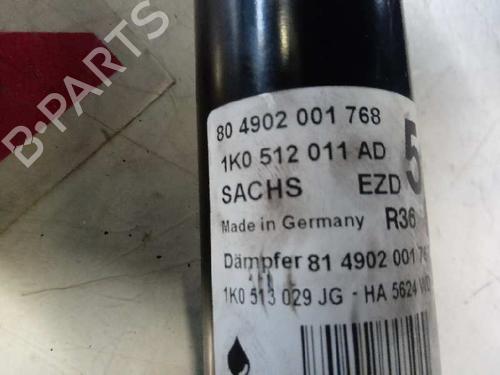 B-PARTS
80 4902 001 768
1K0 512 011 AD
SACHS EZD
Made in Germany R36
Dämpfer 81 4902 001
1K0 513 029 JG - HA 5624